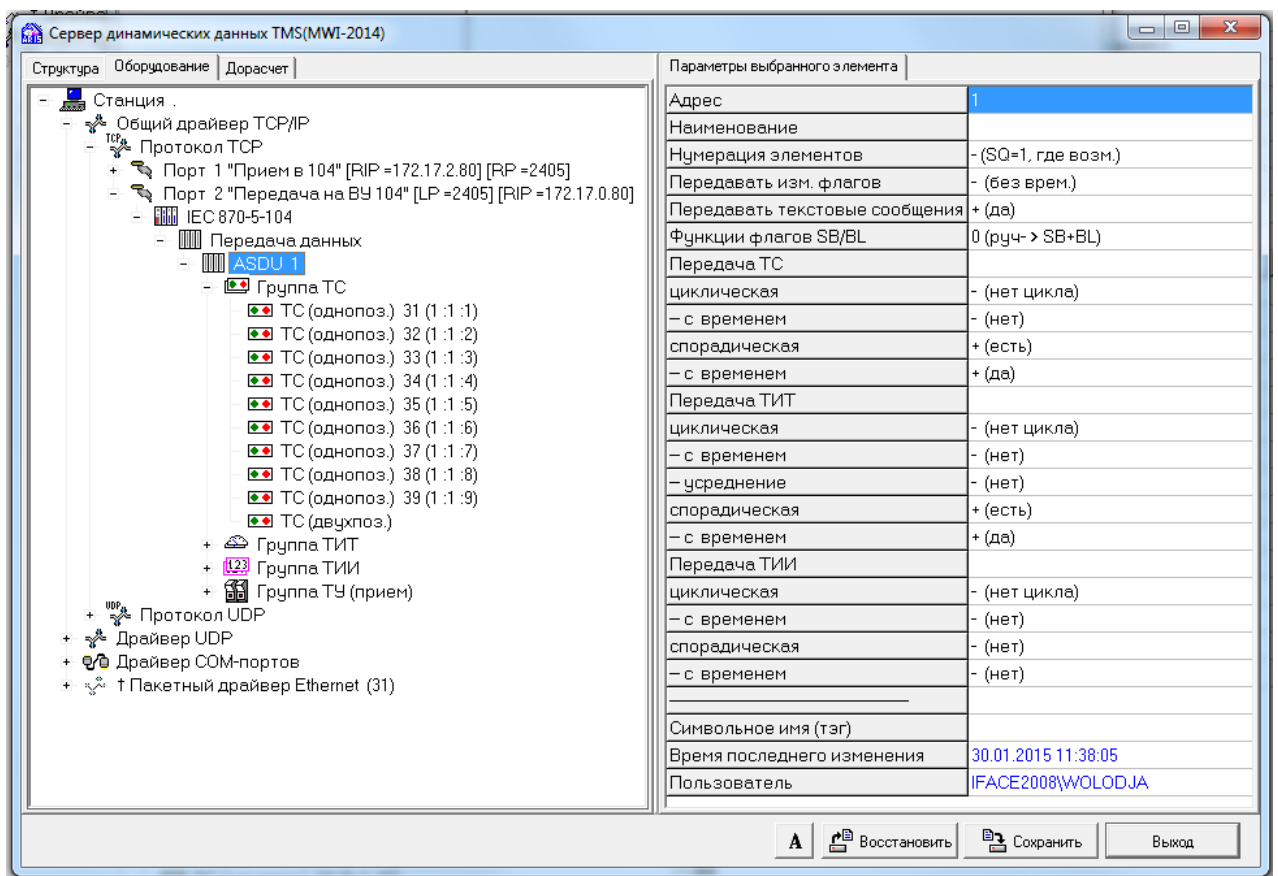 Сервер динамических данных TMS(MWI-2014)
Структура Оборудование Дорасчет
Станция .
Общий драйвер TCP/IP
TCP Протокол TCP
Порт 1 "Прием в 104" [RIP =172.17.2.80] [RP =2405]
Порт 2 "Передача на ВУ 104" [LP =2405] [RIP =172.17.0.80]
IEC 870-5-104
Передача данных
ASDU 1
Группа ТС
ТС (однопоз.) 31 (1 :1 :1)
ТС (однопоз.) 32 (1 :1 :2)
ТС (однопоз.) 33 (1 :1 :3)
ТС (однопоз.) 34 (1 :1 :4)
ТС (однопоз.) 35 (1 :1 :5)
ТС (однопоз.) 36 (1 :1 :6)
ТС (однопоз.) 37 (1 :1 :7)
ТС (однопоз.) 38 (1 :1 :8)
ТС (однопоз.) 39 (1 :1 :9)
ТС (двухпоз.)
Группа ТИТ
123 Группа ТИИ
Группа ТУ (прием)
UDP Протокол UDP
Драйвер UDP
Драйвер COM-портов
† Пакетный драйвер Ethernet (31)
Параметры выбранного элемента
Адрес 1
Наименование
Нумерация элементов - (SQ=1, где возм.)
Передавать изм. флагов - (без врем.)
Передавать текстовые сообщения + (да)
Функции флагов SB/BL 0 (руч-> SB+BL)
Передача ТС
циклическая - (нет цикла)
— с временем - (нет)
спорадическая + (есть)
— с временем + (да)
Передача ТИТ
циклическая - (нет цикла)
— с временем - (нет)
— усреднение - (нет)
спорадическая + (есть)
— с временем + (да)
Передача ТИИ
циклическая - (нет цикла)
— с временем - (нет)
спорадическая - (нет)
— с временем - (нет)
Символьное имя (тэг)
Время последнего изменения 30.01.2015 11:38:05
Пользователь IFACE2008\WOLODJA
A Восстановить Сохранить Выход